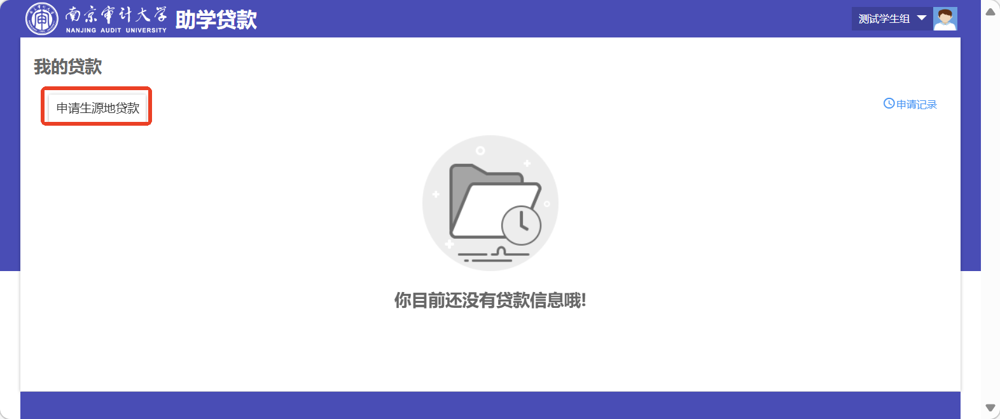 南京审计大学
NANJING AUDIT UNIVERSITY
助学贷款
测试学生组
我的贷款
申请生源地贷款
申请记录
你目前还没有贷款信息哦!